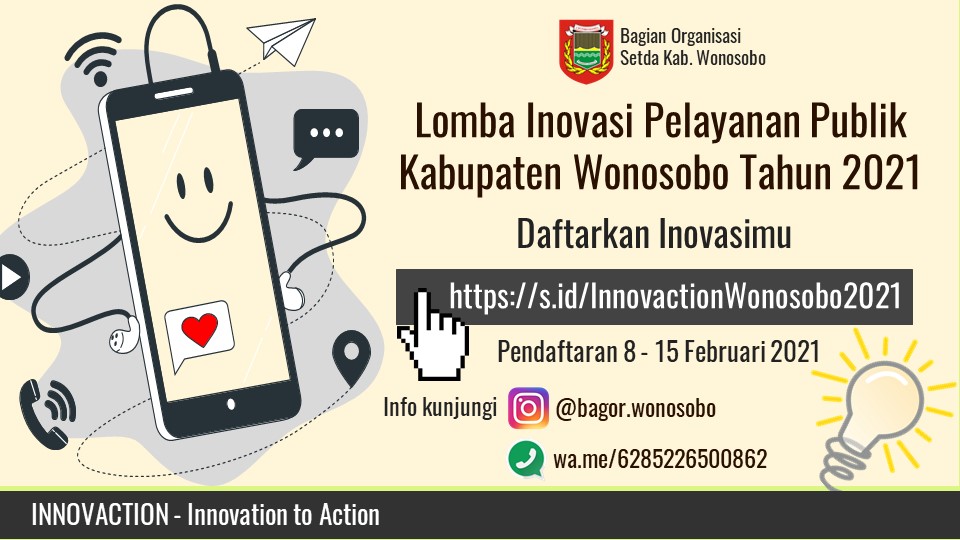 Bagian Organisasi
Setda Kab. Wonosobo
Lomba Inovasi Pelayanan Publik
Kabupaten Wonosobo Tahun 2021
Daftarkan Inovasimu
https://s.id/InnovactionWonosobo2021
Pendaftaran 8 - 15 Februari 2021
Info kunjungi @bagor.wonosobo
wa.me/6285226500862
INNOVACTION - Innovation to Action